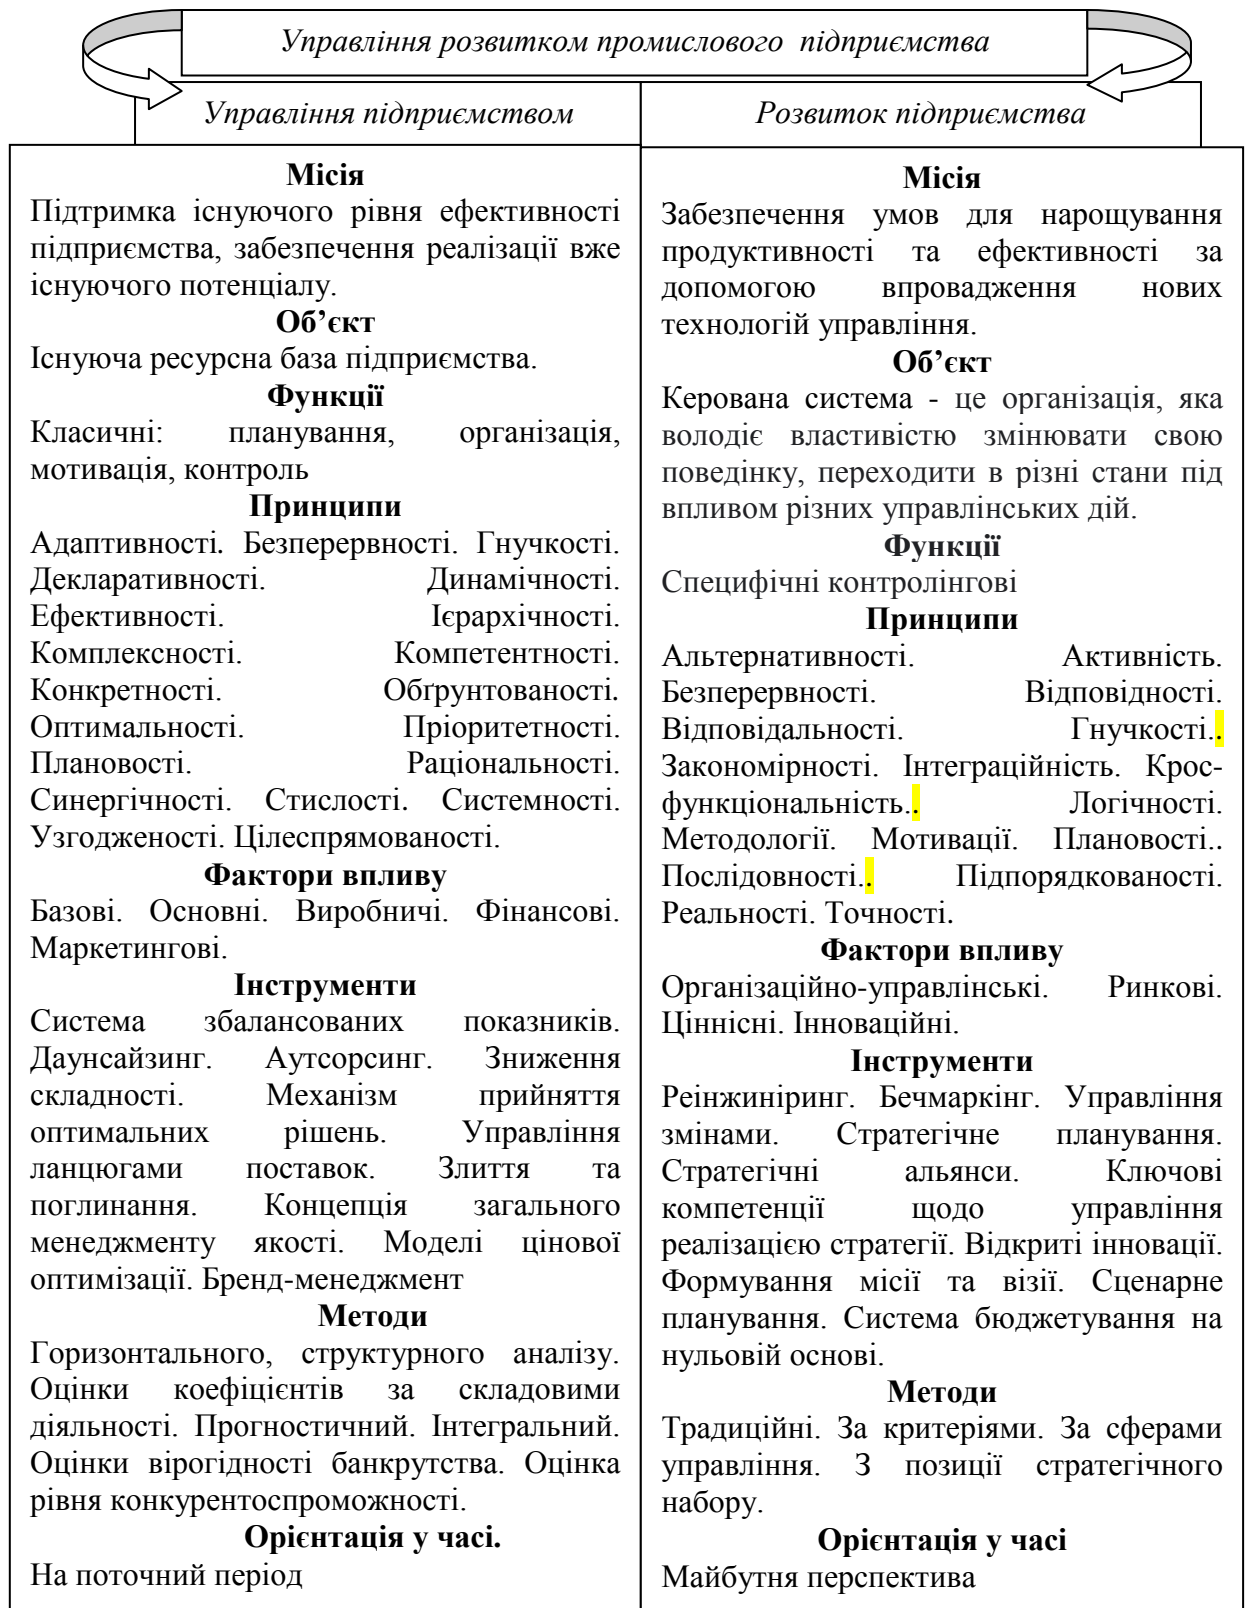 Управління розвитком промислового підприємства
Управління підприємством
Розвиток підприємства
Місія
Підтримка існуючого рівня ефективності
підприємства, забезпечення реалізації вже
існуючого потенціалу.
Об’єкт
Існуюча ресурсна база підприємства.
Функції
Класичні: планування, організація,
мотивація, контроль
Принципи
Адаптивності. Безперервності. Гнучкості.
Декларативності. Динамічності.
Ефективності. Ієрархічності.
Комплексності. Компетентності.
Конкретності. Обґрунтованості.
Оптимальності. Пріоритетності.
Плановості. Раціональності.
Синергічності. Стислості. Системності.
Узгодженості. Цілеспрямованості.
Фактори впливу
Базові. Основні. Виробничі. Фінансові.
Маркетингові.
Інструменти
Система збалансованих показників.
Даунсайзинг. Аутсорсинг. Зниження
складності. Механізм прийняття
оптимальних рішень. Управління
ланцюгами поставок. Злиття та
поглинання. Концепція загального
менеджменту якості. Моделі цінової
оптимізації. Бренд-менеджмент
Методи
Горизонтального, структурного аналізу.
Оцінки коефіцієнтів за складовими
діяльності. Прогностичний. Інтегральний.
Оцінки вірогідності банкрутства. Оцінка
рівня конкурентоспроможності.
Орієнтація у часі.
На поточний період
Місія
Забезпечення умов для нарощування
продуктивності та ефективності за
допомогою впровадження нових
технологій управління.
Об’єкт
Керована система - це організація, яка
володіє властивістю змінювати свою
поведінку, переходити в різні стани під
впливом різних управлінських дій.
Функції
Специфічні контролінгові
Принципи
Альтернативності. Активність.
Безперервності. Відповідності.
Відповідальності. Гнучкості..
Закономірності. Інтеграційність. Крос-
функціональність.. Логічності.
Методології. Мотивації. Плановості..
Послідовності.. Підпорядкованості.
Реальності. Точності.
Фактори впливу
Організаційно-управлінські. Ринкові.
Ціннісні. Інноваційні.
Інструменти
Реінжиніринг. Бечмаркінг. Управління
змінами. Стратегічне планування.
Стратегічні альянси. Ключові
компетенції щодо управління
реалізацією стратегії. Відкриті інновації.
Формування місії та візії. Сценарне
планування. Система бюджетування на
нульовій основі.
Методи
Традиційні. За критеріями. За сферами
управління. З позиції стратегічного
набору.
Орієнтація у часі
Майбутня перспектива